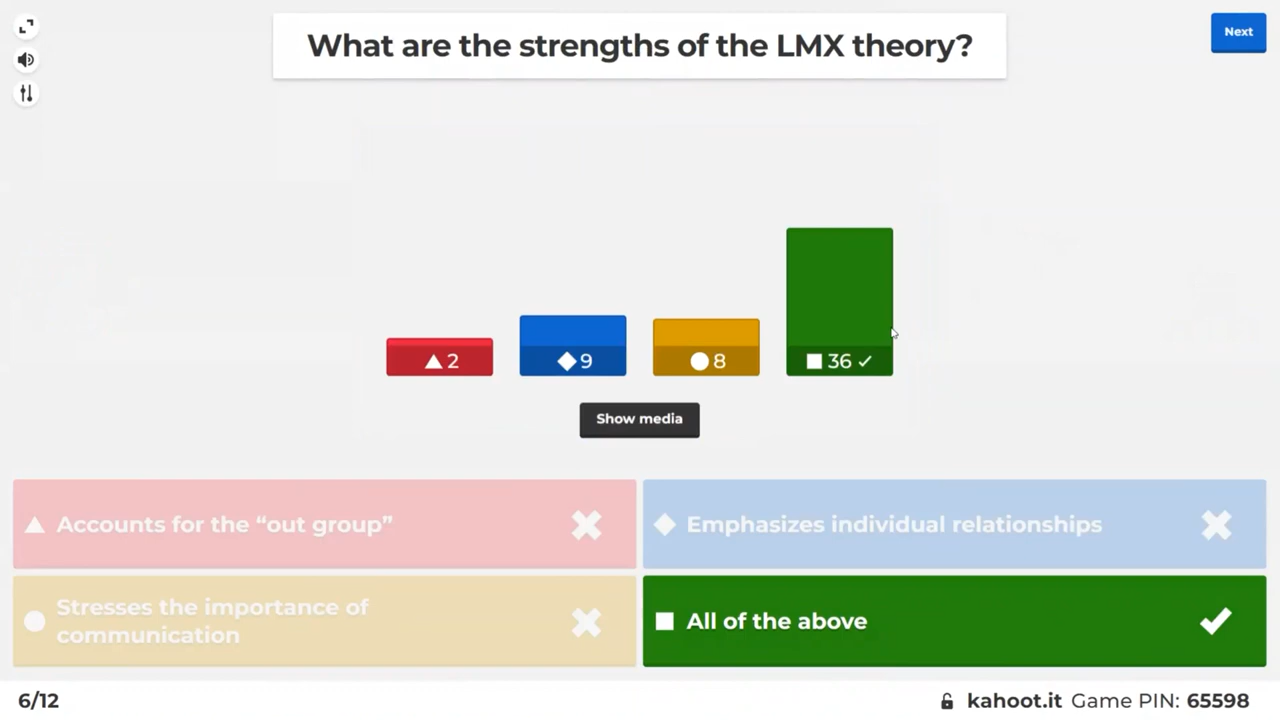 What are the strengths of the LMX theory?
Next
2
9
8
36
Show media
Accounts for the “out group”
Emphasizes individual relationships
Stresses the importance of
communication
All of the above
6/12
kahoot.it Game PIN: 65598